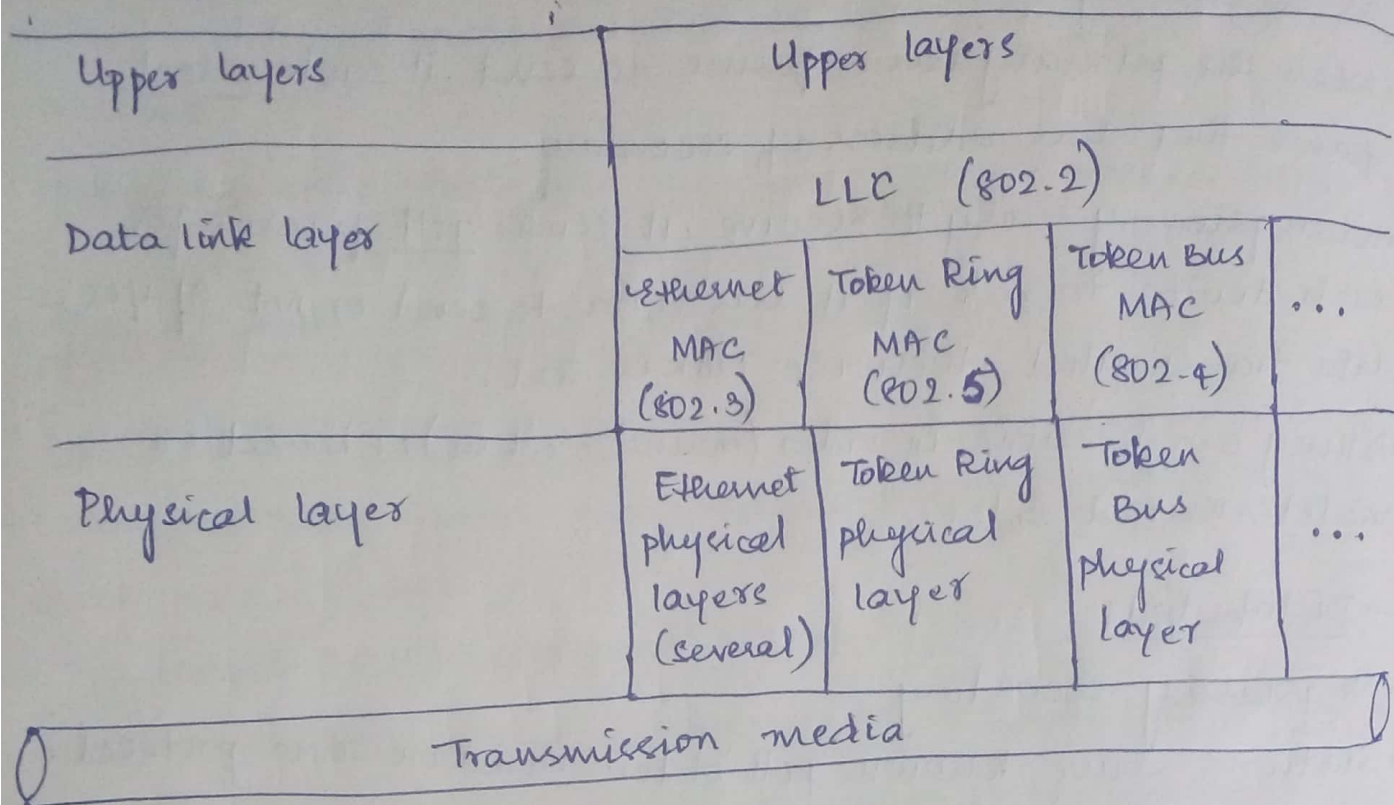 Upper layers
Upper layers
Data link layer
LLC (802.2)
Ethernet
MAC
(802.3)
Token Ring
MAC
(802.5)
Token Bus
MAC
(802.4)
...
Physical layer
Ethernet
physical
layers
(several)
Token Ring
physical
layer
Token
Bus
physical
layer
...
Transmission media